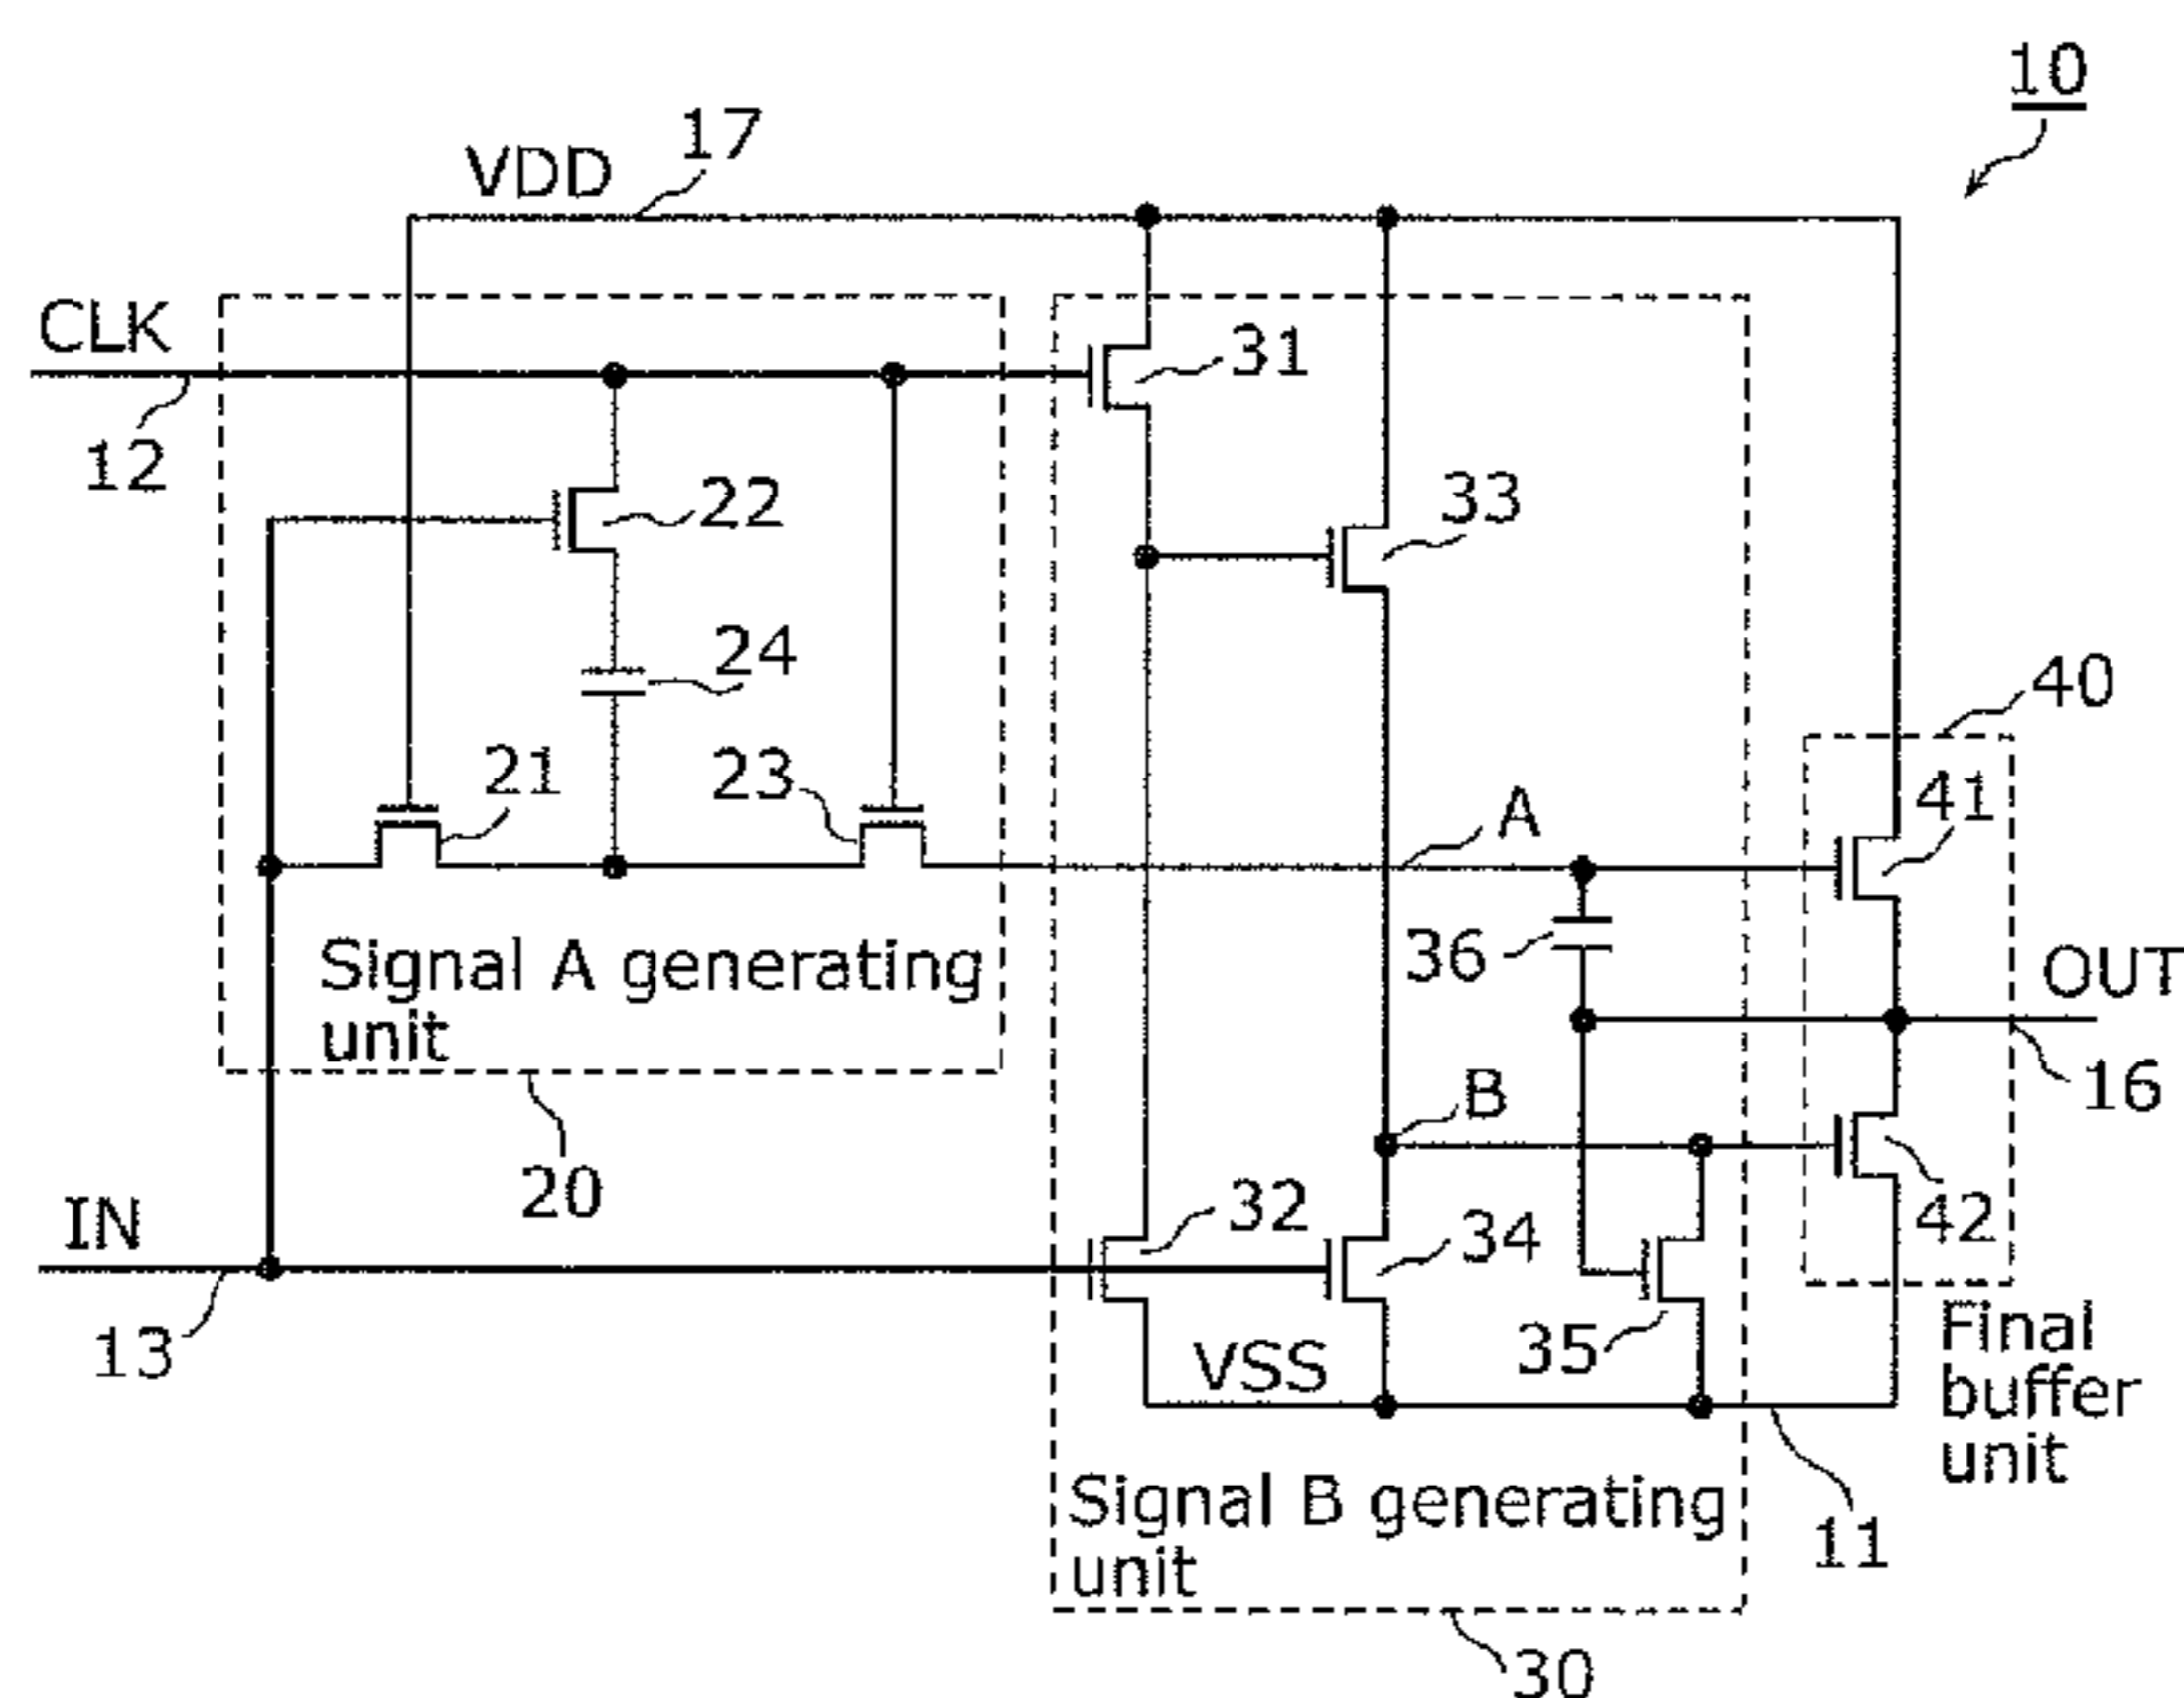 10
17
VDD
CLK
12
31
22
33
24
40
21
23
41
A
36
OUT
Signal A generating
unit
B
16
20
IN
32
34
42
13
VSS
35
Final
buffer
unit
Signal B generating
unit
11
30